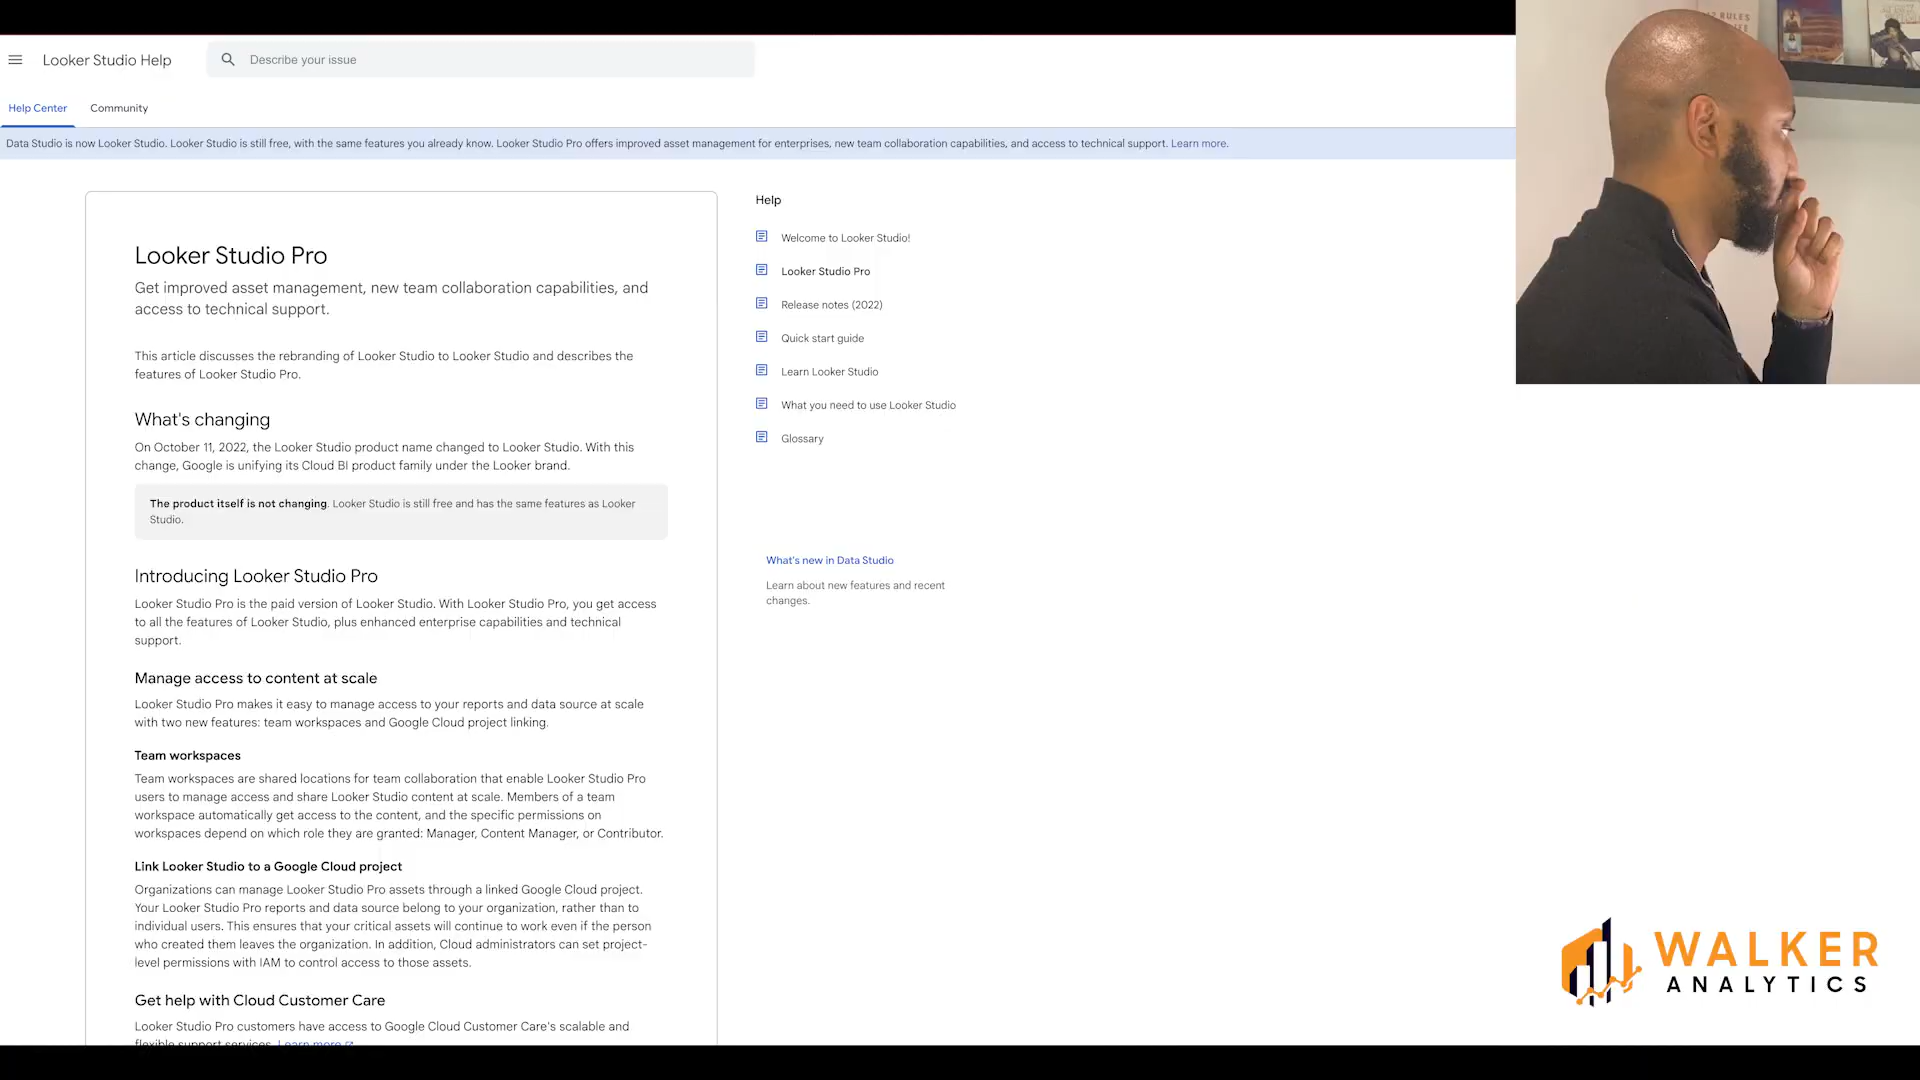 Looker Studio Help
Describe your issue
Help Center
Community
Data Studio is now Looker Studio. Looker Studio is still free, with the same features you already know. Looker Studio Pro offers improved asset management for enterprises, new team collaboration capabilities, and access to technical support. Learn more.
Looker Studio Pro
Get improved asset management, new team collaboration capabilities, and
access to technical support.
This article discusses the rebranding of Looker Studio to Looker Studio and describes the
features of Looker Studio Pro.
What's changing
On October 11, 2022, the Looker Studio product name changed to Looker Studio. With this
change, Google is unifying its Cloud BI product family under the Looker brand.
The product itself is not changing. Looker Studio is still free and has the same features as Looker
Studio.
Introducing Looker Studio Pro
Looker Studio Pro is the paid version of Looker Studio. With Looker Studio Pro, you get access
to all the features of Looker Studio, plus enhanced enterprise capabilities and technical
support.
Manage access to content at scale
Looker Studio Pro makes it easy to manage access to your reports and data source at scale
with two new features: team workspaces and Google Cloud project linking.
Team workspaces
Team workspaces are shared locations for team collaboration that enable Looker Studio Pro
users to manage access and share Looker Studio content at scale. Members of a team
workspace automatically get access to the content, and the specific permissions on
workspaces depend on which role they are granted: Manager, Content Manager, or Contributor.
Link Looker Studio to a Google Cloud project
Organizations can manage Looker Studio Pro assets through a linked Google Cloud project.
Your Looker Studio Pro reports and data source belong to your organization, rather than to
individual users. This ensures that your critical assets will continue to work even if the person
who created them leaves the organization. In addition, Cloud administrators can set project-
level permissions with IAM to control access to those assets.
Get help with Cloud Customer Care
Looker Studio Pro customers have access to Google Cloud Customer Care's scalable and
flexible support services. Learn more
Help
Welcome to Looker Studio!
Looker Studio Pro
Release notes (2022)
Quick start guide
Learn Looker Studio
What you need to use Looker Studio
Glossary
What's new in Data Studio
Learn about new features and recent
changes.
RULES
WALKER
ANALYTICS